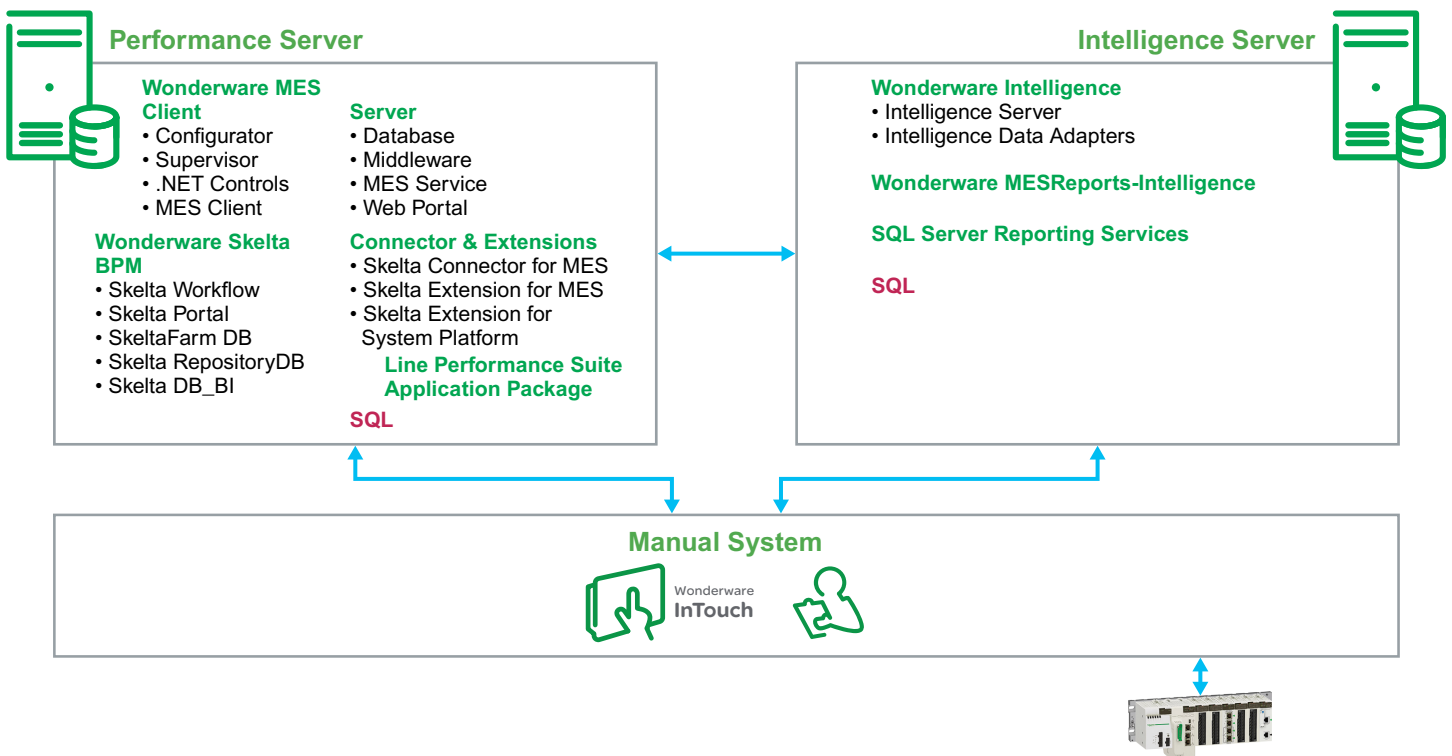 Performance Server
Wonderware MES
Client
• Configurator
• Supervisor
• .NET Controls
• MES Client
Server
• Database
• Middleware
• MES Service
• Web Portal
Wonderware Skelta
BPM
• Skelta Workflow
• Skelta Portal
• SkeltaFarm DB
• Skelta RepositoryDB
• Skelta DB_BI
Connector & Extensions
• Skelta Connector for MES
• Skelta Extension for MES
• Skelta Extension for
System Platform
Line Performance Suite
Application Package
SQL
Intelligence Server
Wonderware Intelligence
• Intelligence Server
• Intelligence Data Adapters
Wonderware MESReports-Intelligence
SQL Server Reporting Services
SQL
Manual System
Wonderware
InTouch